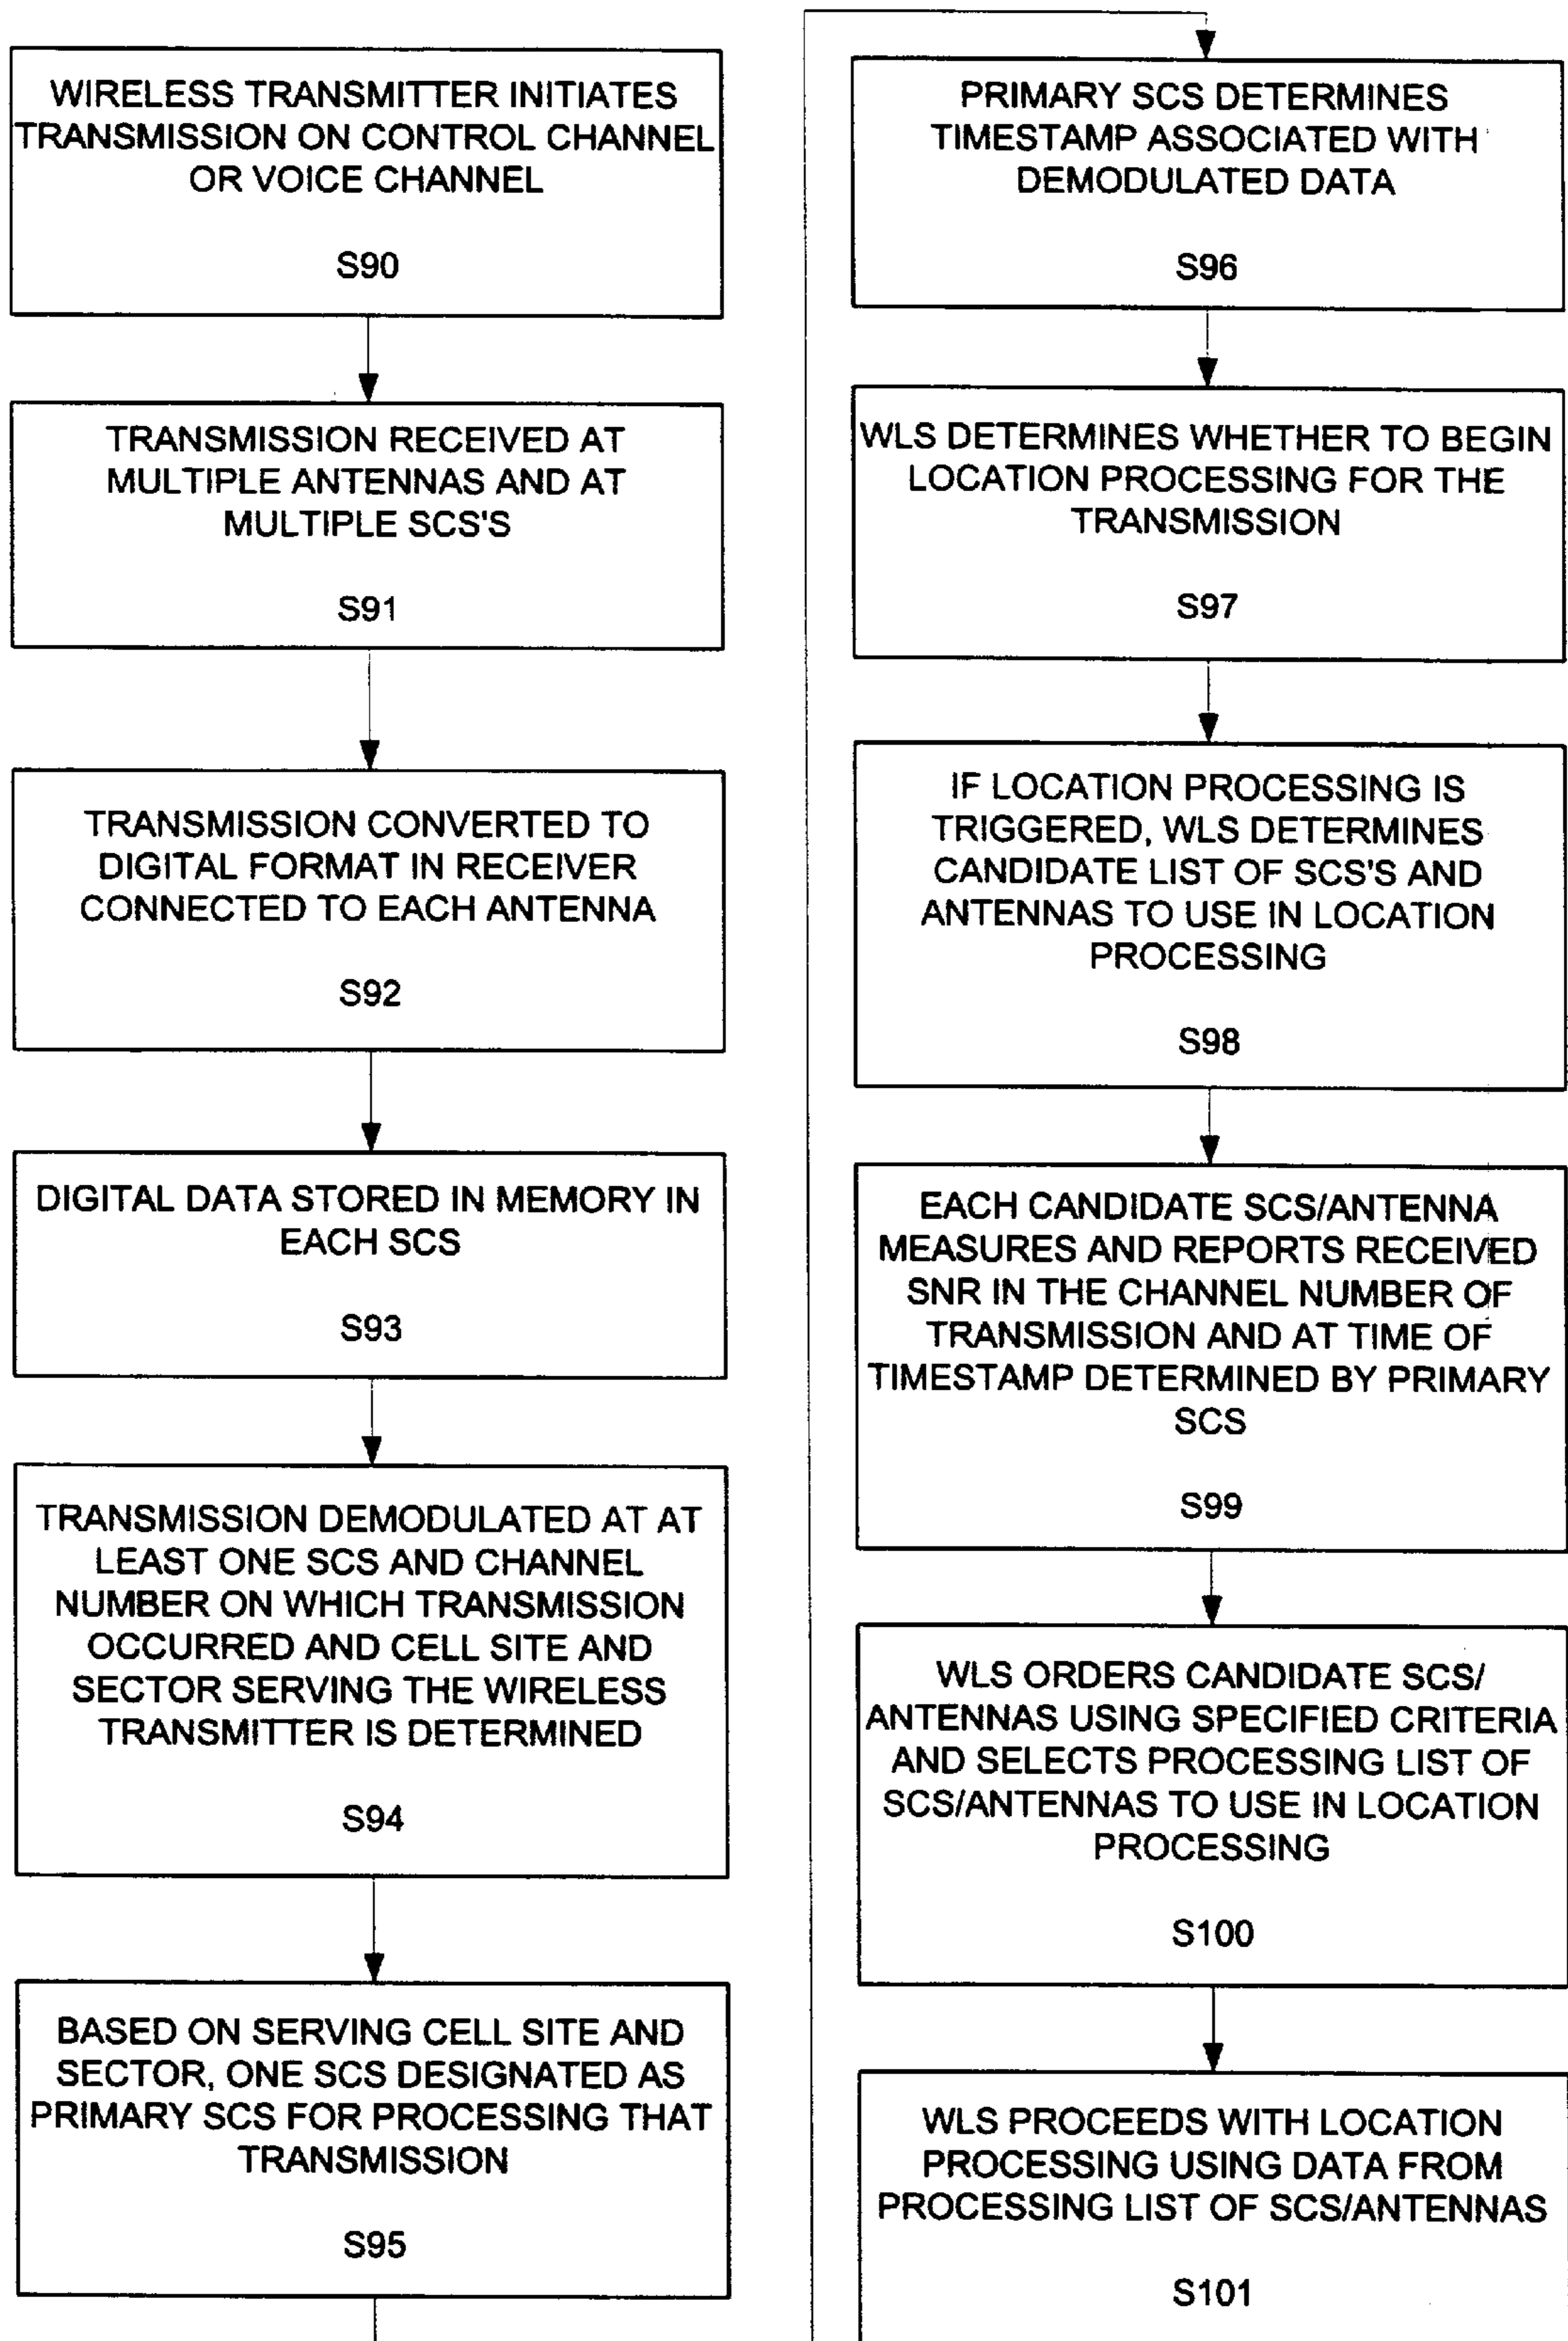 WIRELESS TRANSMITTER INITIATES
TRANSMISSION ON CONTROL CHANNEL
OR VOICE CHANNEL
S90
TRANSMISSION RECEIVED AT
MULTIPLE ANTENNAS AND AT
MULTIPLE SCS'S
S91
TRANSMISSION CONVERTED TO
DIGITAL FORMAT IN RECEIVER
CONNECTED TO EACH ANTENNA
S92
DIGITAL DATA STORED IN MEMORY IN
EACH SCS
S93
TRANSMISSION DEMODULATED AT AT
LEAST ONE SCS AND CHANNEL
NUMBER ON WHICH TRANSMISSION
OCCURRED AND CELL SITE AND
SECTOR SERVING THE WIRELESS
TRANSMITTER IS DETERMINED
S94
BASED ON SERVING CELL SITE AND
SECTOR, ONE SCS DESIGNATED AS
PRIMARY SCS FOR PROCESSING THAT
TRANSMISSION
S95
PRIMARY SCS DETERMINES
TIMESTAMP ASSOCIATED WITH
DEMODULATED DATA
S96
WLS DETERMINES WHETHER TO BEGIN
LOCATION PROCESSING FOR THE
TRANSMISSION
S97
IF LOCATION PROCESSING IS
TRIGGERED, WLS DETERMINES
CANDIDATE LIST OF SCS'S AND
ANTENNAS TO USE IN LOCATION
PROCESSING
S98
EACH CANDIDATE SCS/ANTENNA
MEASURES AND REPORTS RECEIVED
SNR IN THE CHANNEL NUMBER OF
TRANSMISSION AND AT TIME OF
TIMESTAMP DETERMINED BY PRIMARY
SCS
S99
WLS ORDERS CANDIDATE SCS/
ANTENNAS USING SPECIFIED CRITERIA
AND SELECTS PROCESSING LIST OF
SCS/ANTENNAS TO USE IN LOCATION
PROCESSING
S100
WLS PROCEEDS WITH LOCATION
PROCESSING USING DATA FROM
PROCESSING LIST OF SCS/ANTENNAS
S101